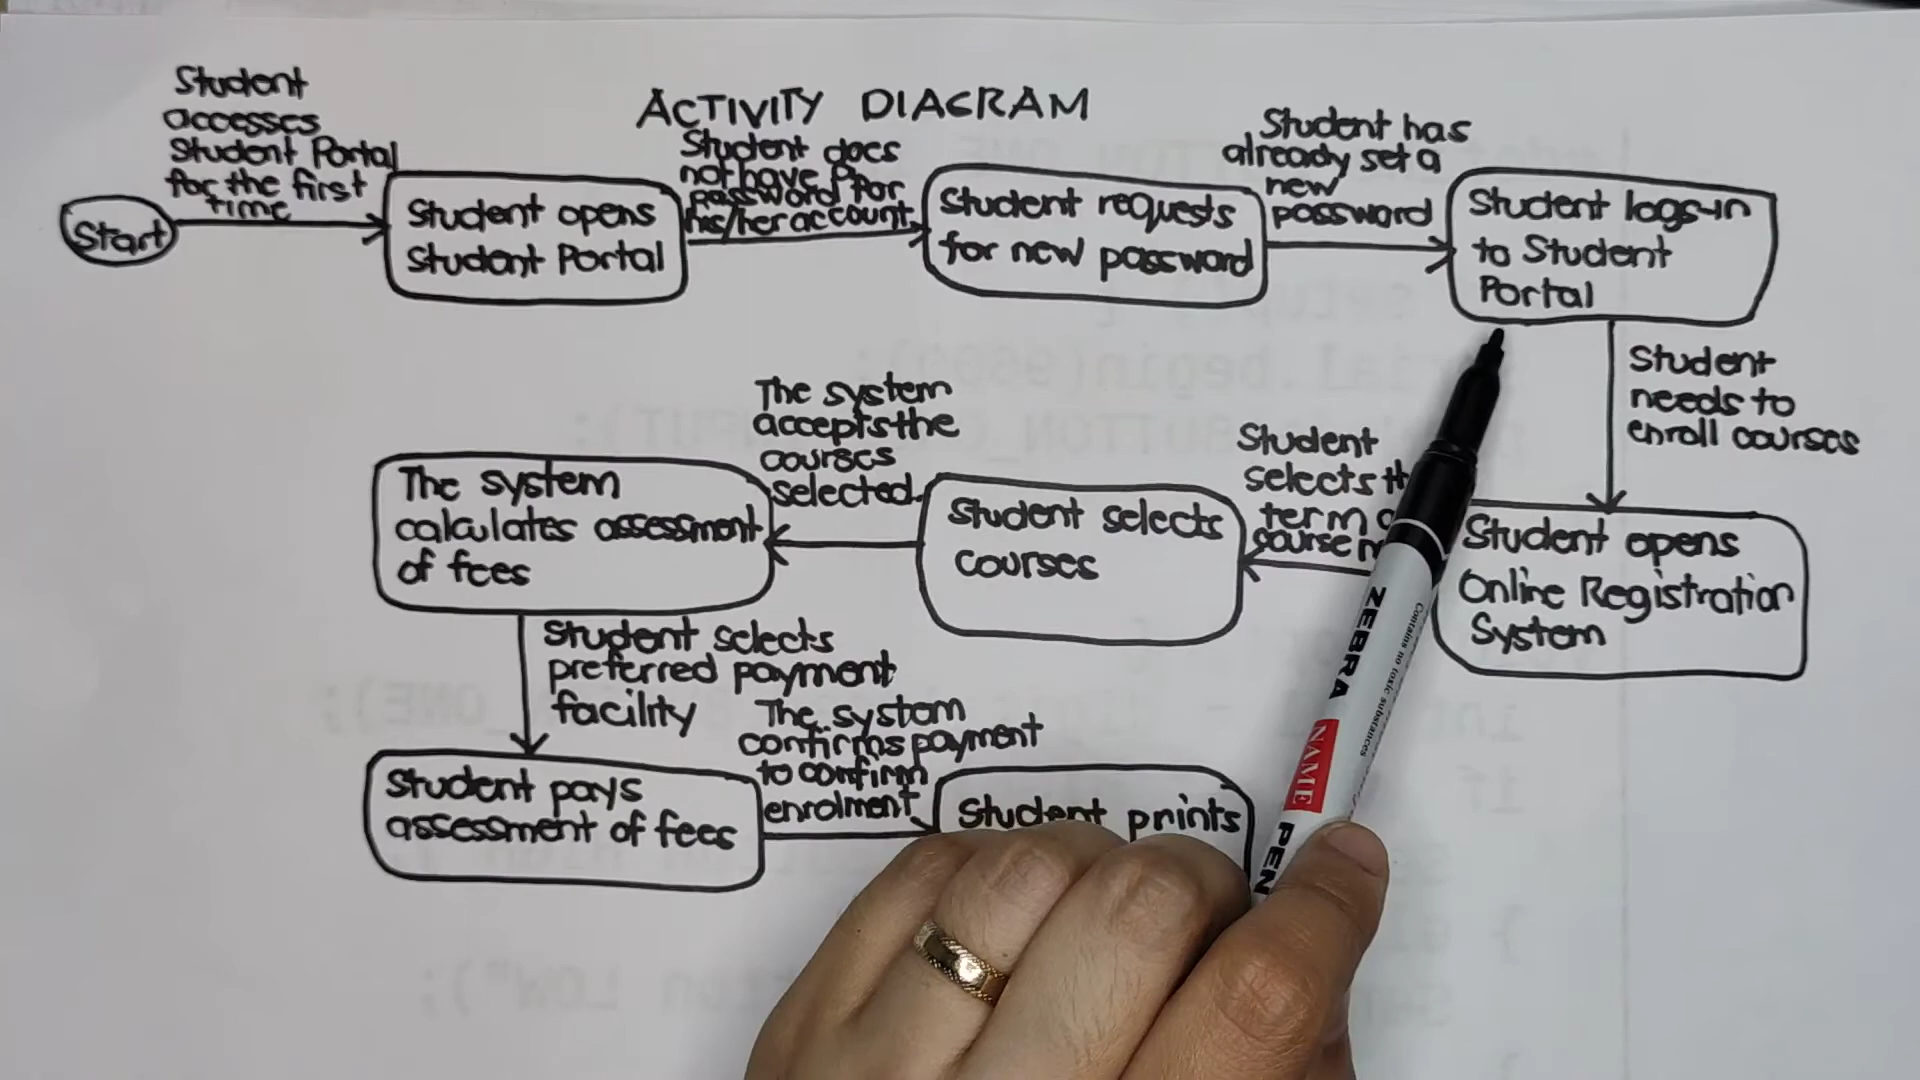 ACTIVITY DIAGRAM
Student
accesses
Student Portal
for the first
time
Start
Student opens
Student Portal
Student does
not have a
password for
his/her account
Student requests
for new password
Student has
already set a
new
password
Student logs-in
to Student
Portal
Student
needs to
enroll courses
Student opens
Online Registration
System
Student
selects
term
course
Student selects
courses
The system
accepts the
courses
selected.
The system
calculates assessment
of fees
Student selects
preferred payment
facility
Student pays
assessment of fees
The system
confirms payment
to confirm
enrolment
Student prints
ZEBRA
NAME
PEN
Contains no toxic substances